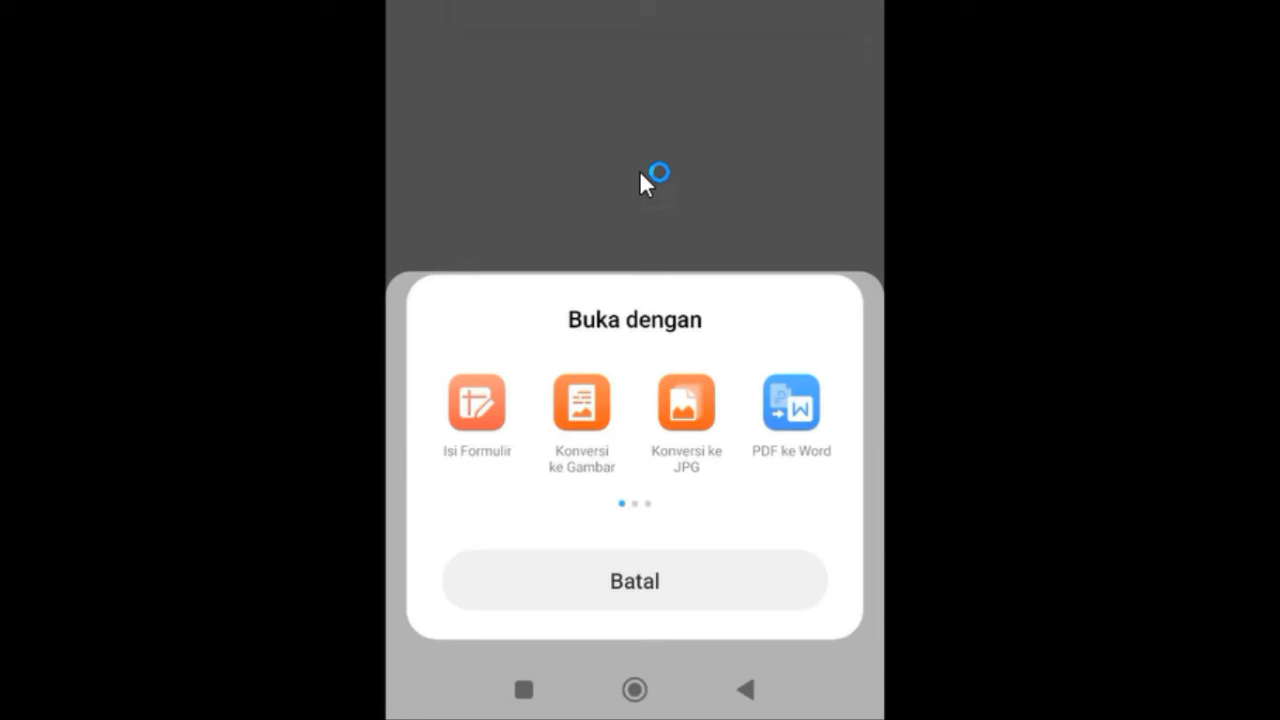 Buka dengan
Isi Formulir
Konversi
ke Gambar
Konversi ke
JPG
PDF ke Word
Batal